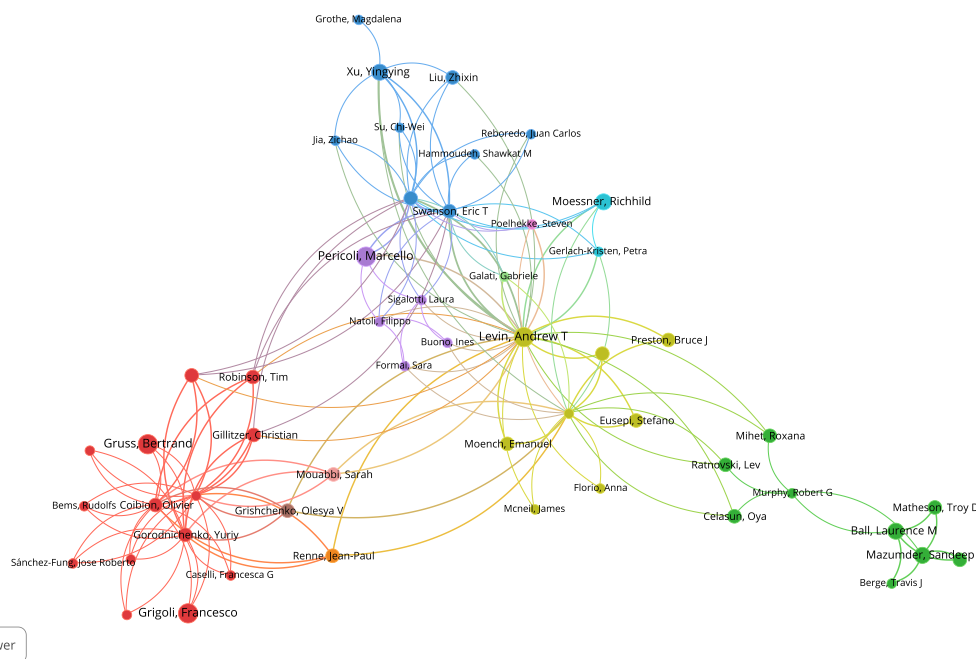 Grothe, Magdalena
Xu, Yingying
Liu, Zhixin
Su, Chi-Wei
Reboredo, Juan Carlos
Jia, Zichao
Hammoudeh, Shawkat M
Moessner, Richhild
Swanson, Eric T
Poelhekke, Steven
Gerlach-Kristen, Petra
Pericoli, Marcello
Galati, Gabriele
Sigalotti, Laura
Natoli, Filippo
Levin, Andrew T
Preston, Bruce J
Buono, Ines
Formai, Sara
Robinson, Tim
Eusepi, Stefano
Gillitzer, Christian
Mihet, Roxana
Gruss, Bertrand
Moench, Emanuel
Ratnovski, Lev
Mouabbi, Sarah
Florio, Anna
Murphy, Robert G
Bems, Rudolfs
Coibion, Olivier
Grishchenko, Olesya V
Mcneil, James
Matheson, Troy D
Celasun, Oya
Gorodnichenko, Yuriy
Ball, Laurence M
Renne, Jean-Paul
Mazumder, Sandeep
Sánchez-Fung, Jose Roberto
Caselli, Francesca G
Berge, Travis J
Grigoli, Francesco
wer